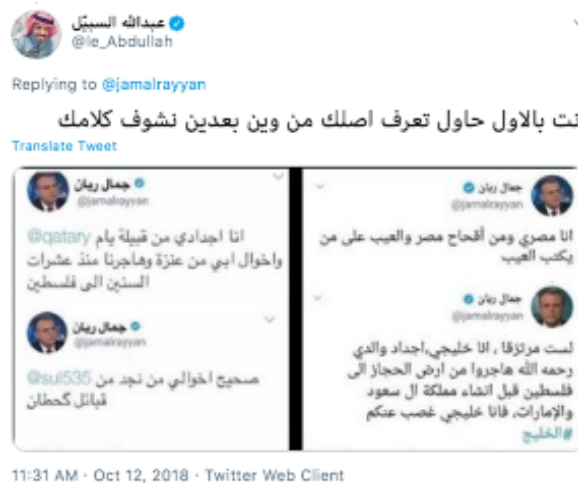 عبدالله السبيّل
@le_Abdullah
Replying to @jamalrayyan
نت بالاول حاول تعرف اصلك من وين بعدين نشوف كلامك
Translate Tweet
جمال ريان
@jamalrayyan
@qatary انا اجدادي من قبيلة يام
واخوال ابي من عنزة وهاجرنا منذ عشرات
السنين الى فلسطين
جمال ريان
@jamalrayyan
@sul535 صحيح اخوالي من نجد من
قبائل گحطان
جمال ريان
@jamalrayyan
انا مصري ومن أقحاح مصر والعيب على من
يكتب العيب
جمال ريان
@jamalrayyan
لست مرتزقا ، انا خليجي،اجداد والدي
رحمه الله هاجروا من ارض الحجاز الى
فلسطين قبل انشاء مملكة ال سعود
والإمارات، فانا خليجي غصب عنكم
#الخليج
11:31 AM · Oct 12, 2018 · Twitter Web Client